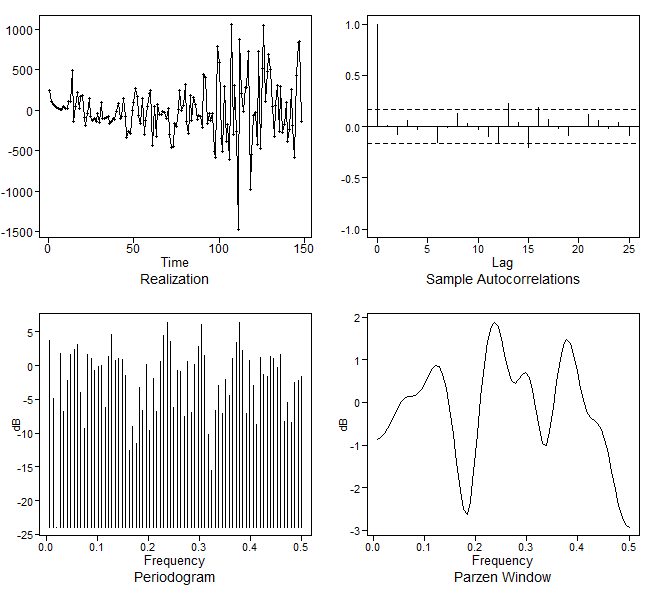 1000
500
0
-500
-1000
-1500
0 50 100 150
Time
Realization
1.0
0.5
0.0
-0.5
-1.0
0 5 10 15 20 25
Lag
Sample Autocorrelations
5
0
-5
-10
-15
-20
-25
dB
0.0 0.1 0.2 0.3 0.4 0.5
Frequency
Periodogram
2
1
0
-1
-2
-3
dB
0.0 0.1 0.2 0.3 0.4 0.5
Frequency
Parzen Window